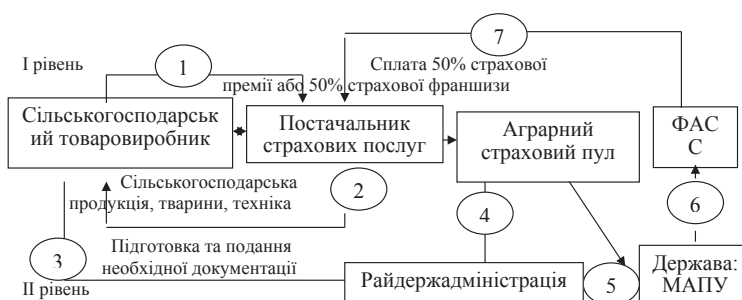 7
І рівень
1
Сплата 50% страхової
премії або 50% страхової франшизи
Сільськогосподарськ
ий товаровиробник
Постачальник
страхових послуг
Аграрний
страховий пул
ФАС
С
Сільськогосподарська
продукція, тварини, техніка
2
4
6
Підготовка та подання
необхідної документації
3
ІІ рівень
Райдержадміністрація
5
Держава:
МАПУ